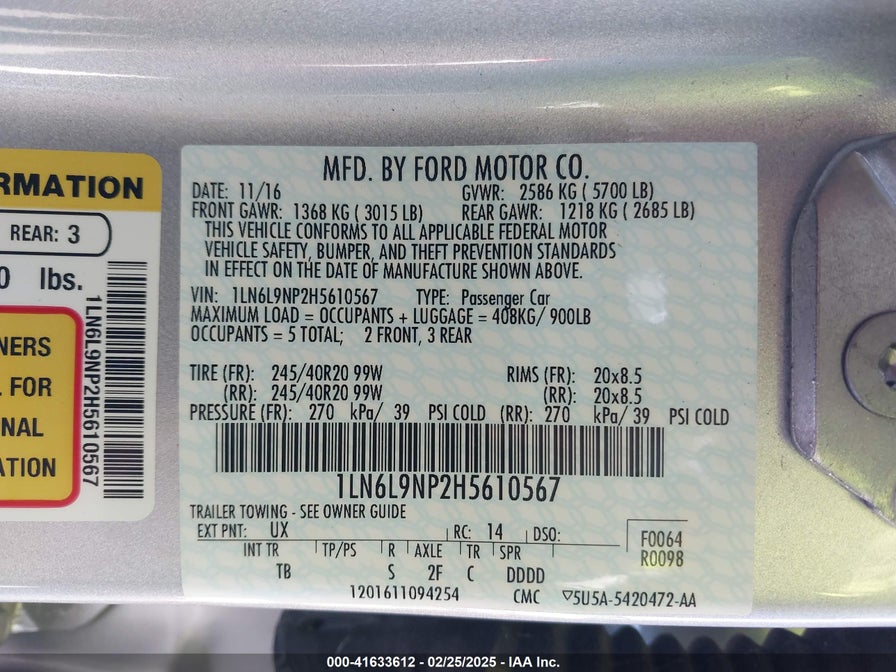 RMATION
REAR: 3
0 lbs.
NERS
L FOR
NAL
ATION
1LN6L9NP2H5610567
MFD. BY FORD MOTOR CO.
DATE: 11/16 GVWR: 2586 KG ( 5700 LB)
FRONT GAWR: 1368 KG ( 3015 LB) REAR GAWR: 1218 KG ( 2685 LB)
THIS VEHICLE CONFORMS TO ALL APPLICABLE FEDERAL MOTOR
VEHICLE SAFETY, BUMPER, AND THEFT PREVENTION STANDARDS
IN EFFECT ON THE DATE OF MANUFACTURE SHOWN ABOVE.
VIN: 1LN6L9NP2H5610567 TYPE: Passenger Car
MAXIMUM LOAD = OCCUPANTS + LUGGAGE = 408KG/ 900LB
OCCUPANTS = 5 TOTAL; 2 FRONT, 3 REAR
TIRE (FR): 245/40R20 99W RIMS (FR): 20x8.5
(RR): 245/40R20 99W (RR): 20x8.5
PRESSURE (FR): 270 kPa/ 39 PSI COLD (RR): 270 kPa/ 39 PSI COLD
1LN6L9NP2H5610567
TRAILER TOWING - SEE OWNER GUIDE
EXT PNT: UX RC: 14 DSO:
F0064
R0098
INT TR TP/PS R AXLE TR SPR
TB S 2F C DDDD
1201611094254 CMC ▽5U5A-5420472-AA
000-41633612 - 02/25/2025 - IAA Inc.